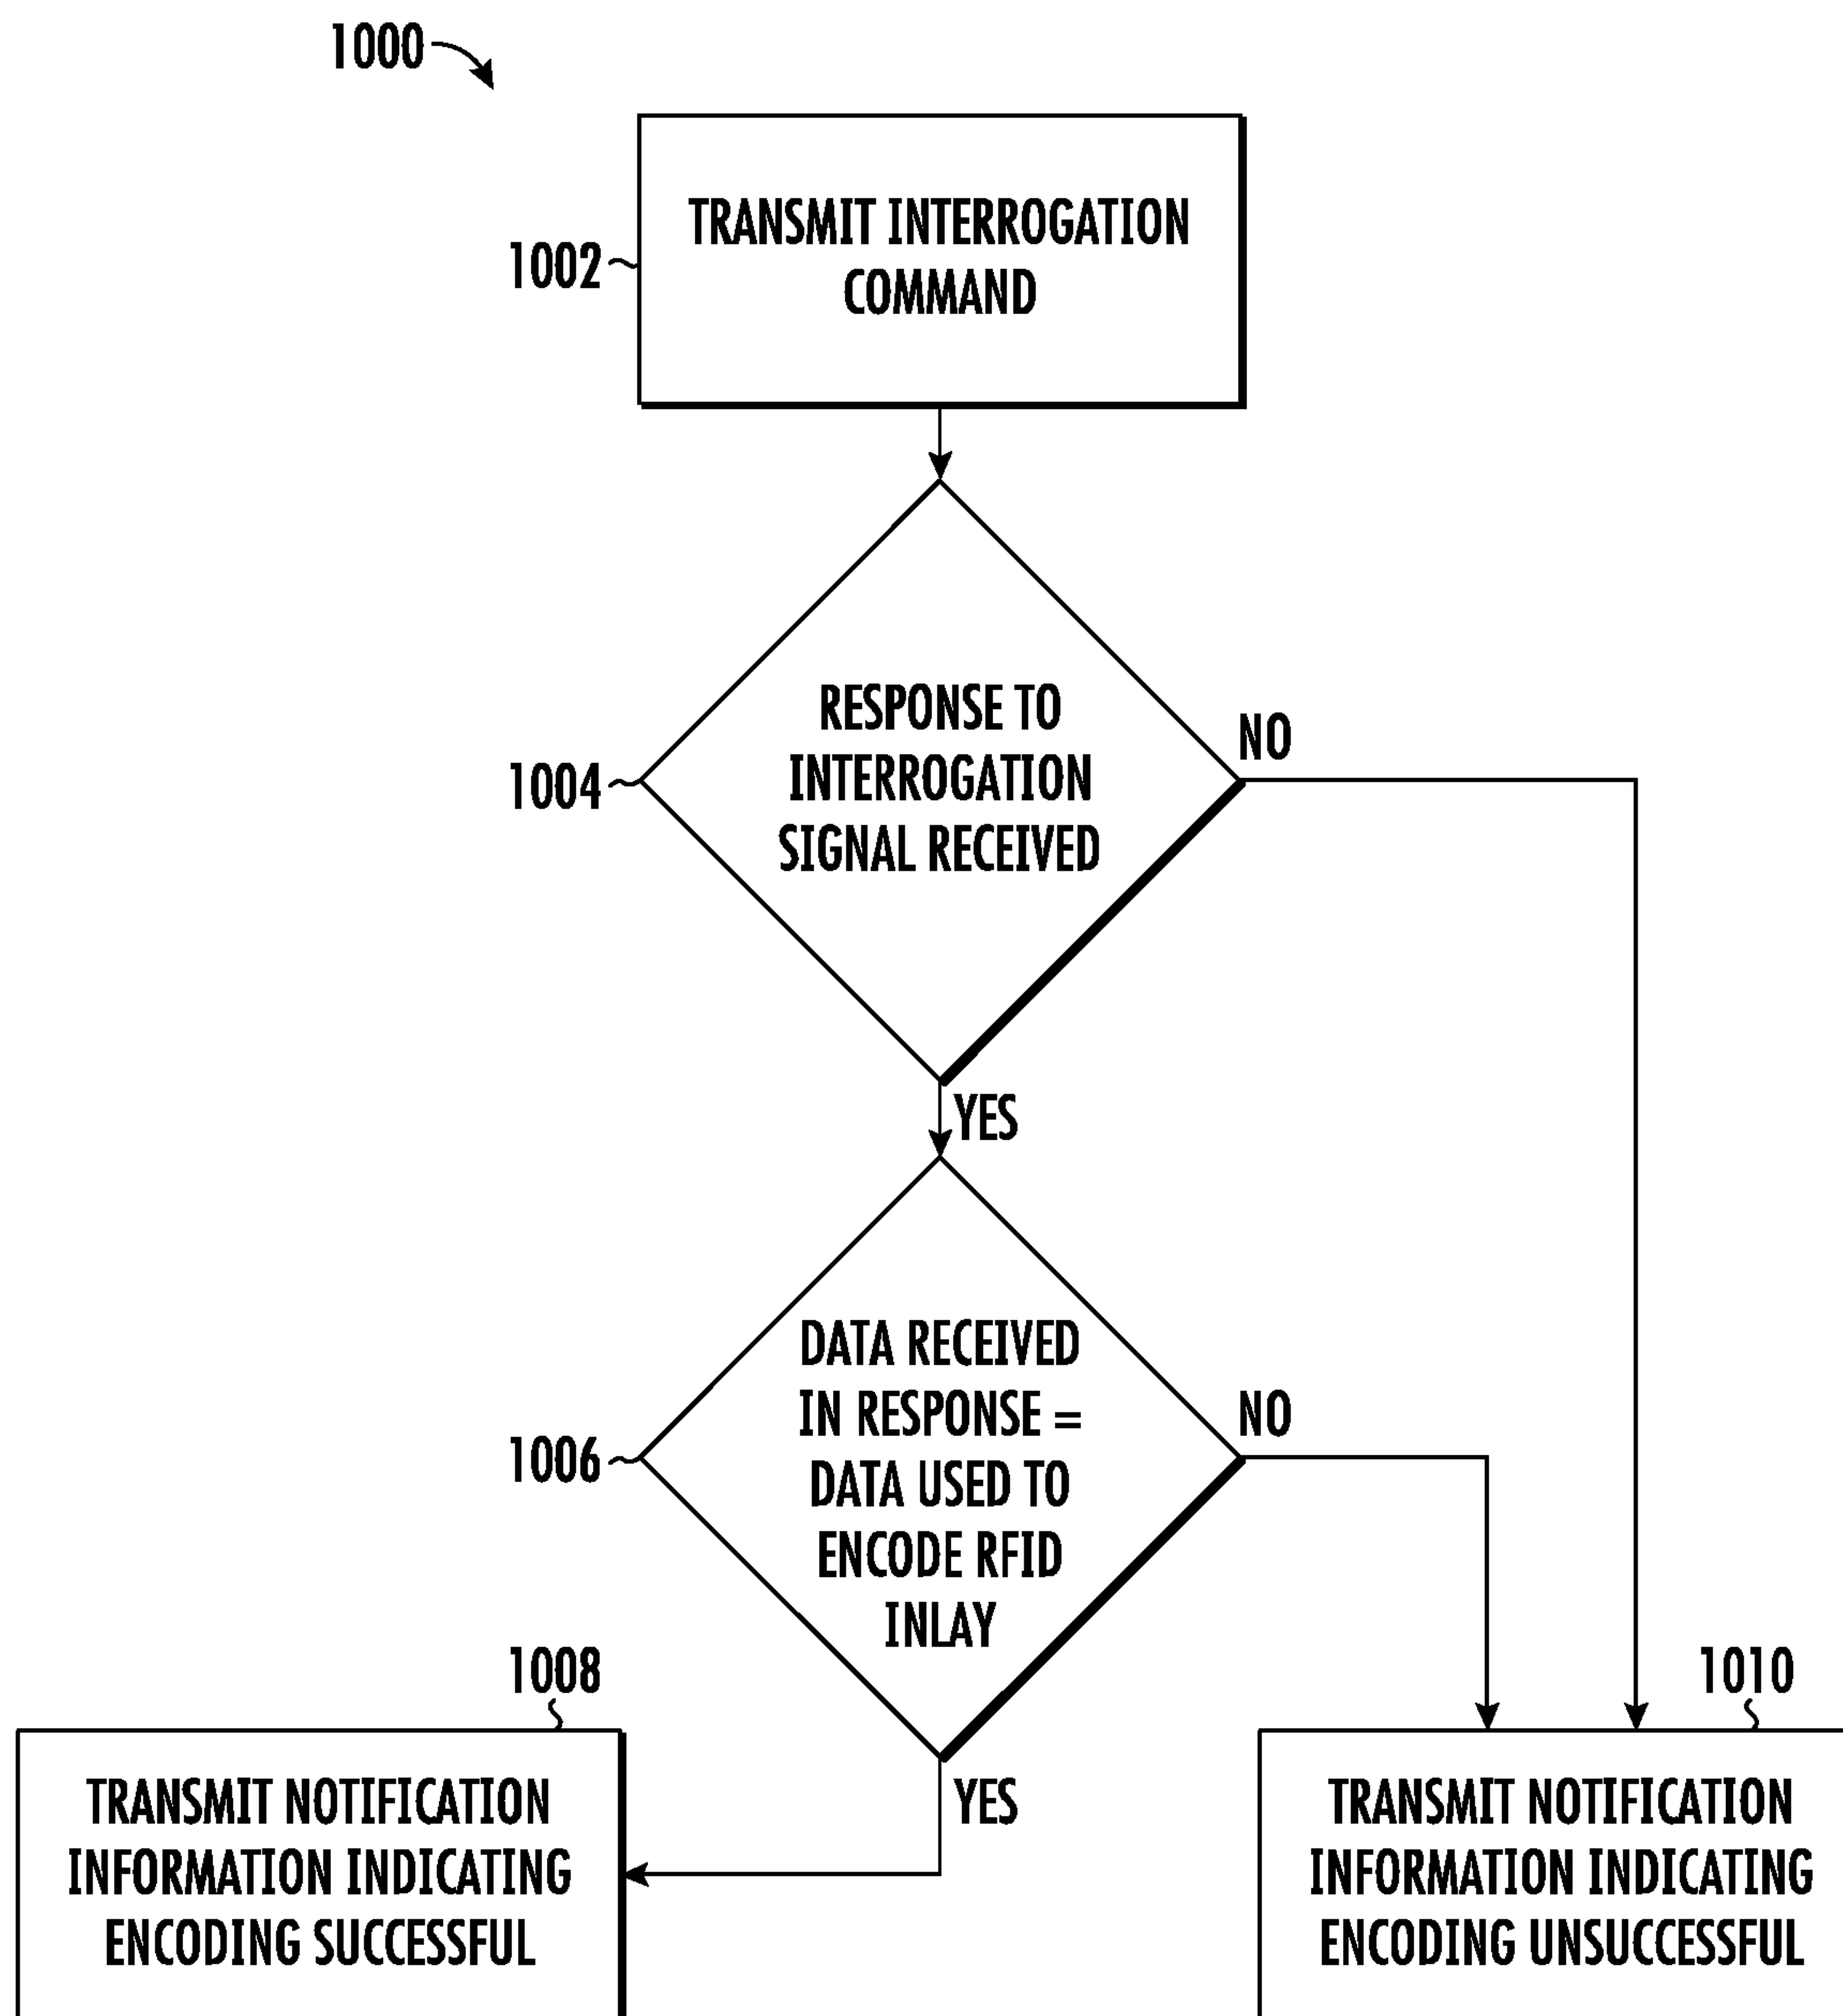 1000
TRANSMIT INTERROGATION
COMMAND
1002
RESPONSE TO
INTERROGATION
SIGNAL RECEIVED
1004
NO
YES
DATA RECEIVED
IN RESPONSE =
DATA USED TO
ENCODE RFID
INLAY
1006
NO
YES
1008
TRANSMIT NOTIFICATION
INFORMATION INDICATING
ENCODING SUCCESSFUL
1010
TRANSMIT NOTIFICATION
INFORMATION INDICATING
ENCODING UNSUCCESSFUL